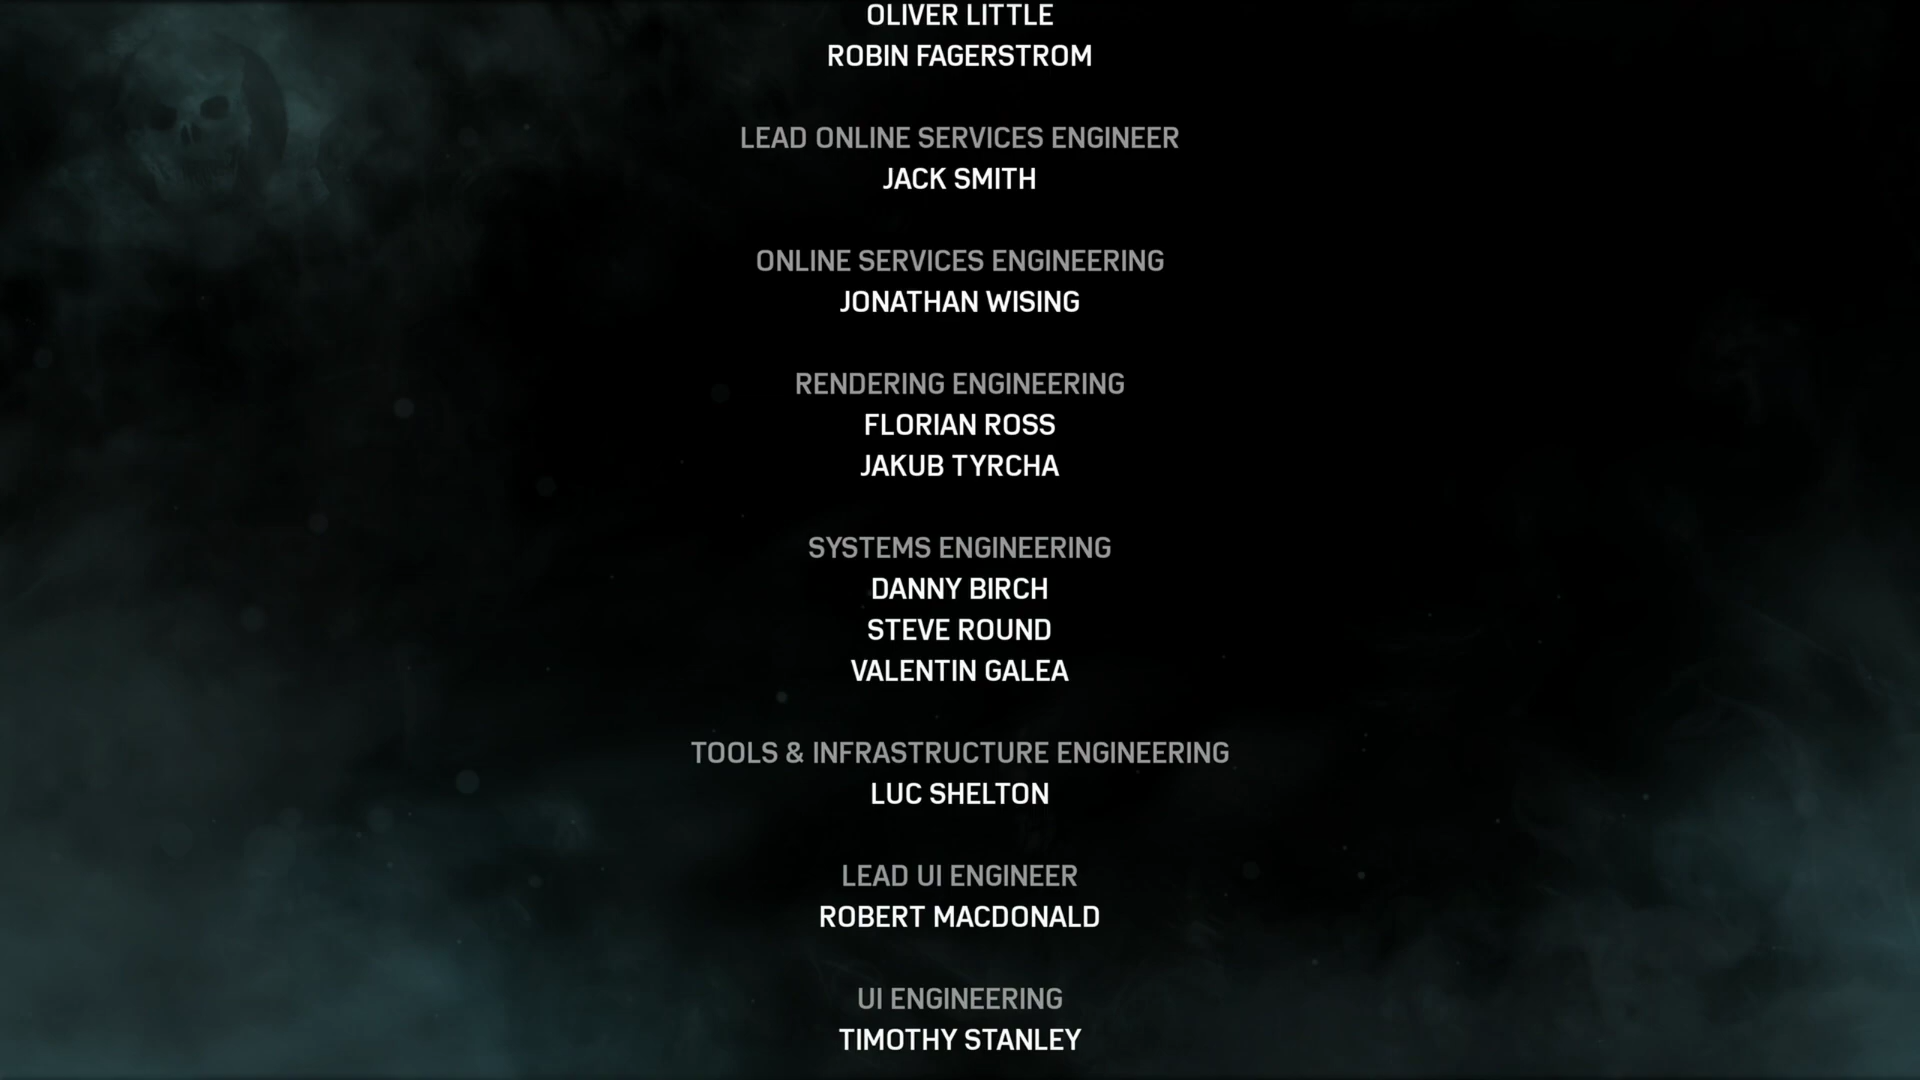 OLIVER LITTLE
ROBIN FAGERSTROM
LEAD ONLINE SERVICES ENGINEER
JACK SMITH
ONLINE SERVICES ENGINEERING
JONATHAN WISING
RENDERING ENGINEERING
FLORIAN ROSS
JAKUB TYRCHA
SYSTEMS ENGINEERING
DANNY BIRCH
STEVE ROUND
VALENTIN GALEA
TOOLS & INFRASTRUCTURE ENGINEERING
LUC SHELTON
LEAD UI ENGINEER
ROBERT MACDONALD
UI ENGINEERING
TIMOTHY STANLEY